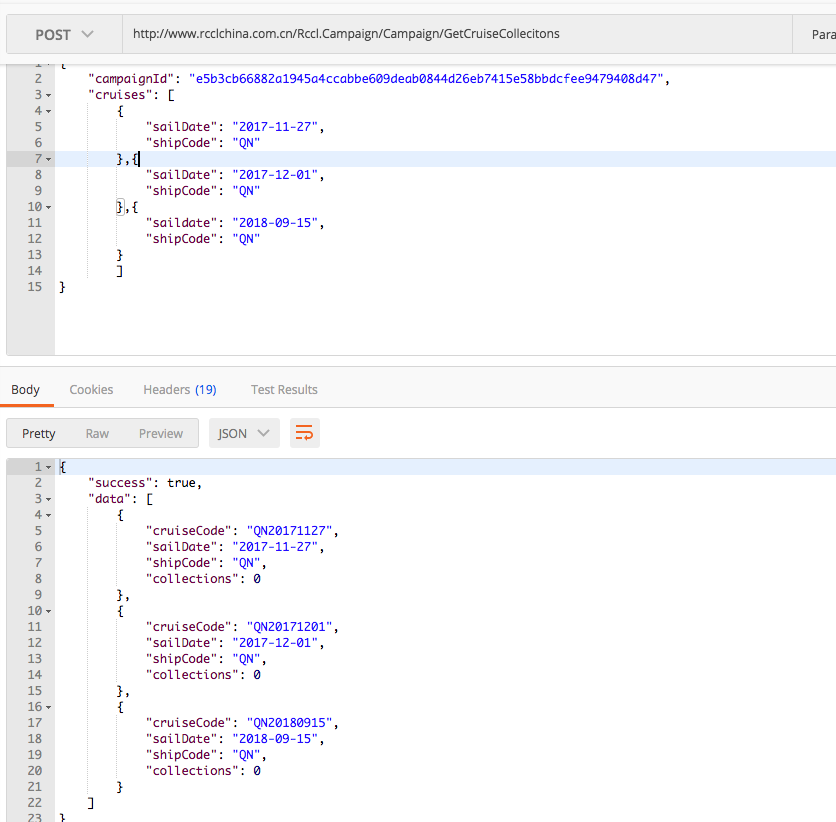 POST http://www.rcclchina.com.cn/Rccl.Campaign/Campaign/GetCruiseCollecitons Para
1 {
2 "campaignId": "e5b3cb66882a1945a4ccabbe609deab0844d26eb7415e58bbdcfee9479408d47",
3 "cruises": [
4 {
5 "sailDate": "2017-11-27",
6 "shipCode": "QN"
7 },{
8 "sailDate": "2017-12-01",
9 "shipCode": "QN"
10 },{
11 "saildate": "2018-09-15",
12 "shipCode": "QN"
13 }
14 ]
15 }
Body Cookies Headers (19) Test Results
Pretty Raw Preview JSON
1 {
2 "success": true,
3 "data": [
4 {
5 "cruiseCode": "QN20171127",
6 "sailDate": "2017-11-27",
7 "shipCode": "QN",
8 "collections": 0
9 },
10 {
11 "cruiseCode": "QN20171201",
12 "sailDate": "2017-12-01",
13 "shipCode": "QN",
14 "collections": 0
15 },
16 {
17 "cruiseCode": "QN20180915",
18 "sailDate": "2018-09-15",
19 "shipCode": "QN",
20 "collections": 0
21 }
22 ]
23 }